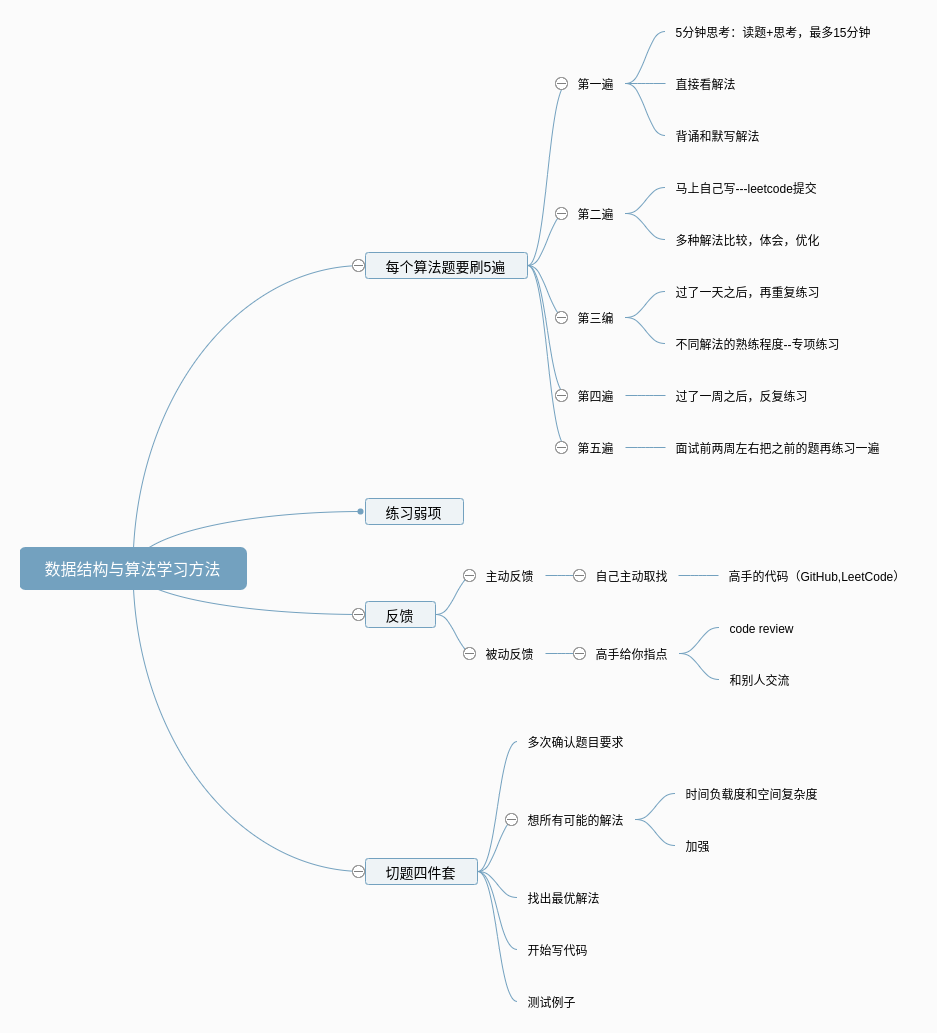 数据结构与算法学习方法
每个算法题要刷5遍
第一遍
5分钟思考：读题+思考，最多15分钟
直接看解法
背诵和默写解法
第二遍
马上自己写---leetcode提交
多种解法比较，体会，优化
第三编
过了一天之后，再重复练习
不同解法的熟练程度--专项练习
第四遍
过了一周之后，反复练习
第五遍
面试前两周左右把之前的题再练习一遍
练习弱项
反馈
主动反馈
自己主动取找
高手的代码（GitHub,LeetCode）
被动反馈
高手给你指点
code review
和别人交流
切题四件套
多次确认题目要求
想所有可能的解法
时间负载度和空间复杂度
加强
找出最优解法
开始写代码
测试例子